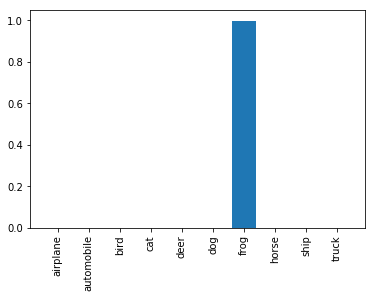 1.0
0.8
0.6
0.4
0.2
0.0
airplane
automobile
bird
cat
deer
dog
frog
horse
ship
truck